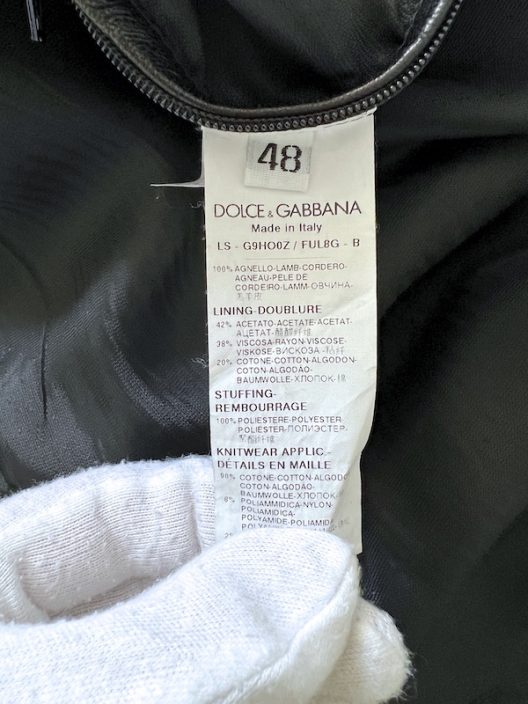 48
DOLCE & GABBANA
Made in Italy
LS - G9HO0Z / FUL8G - B
100% AGNELLO-LAMB-CORDERO-
AGNEAU-PELE DE
CORDEIRO-LAMM-ОВЧИНА-
LINING-DOUBLURE
42% ACETATO-ACETATE-ACETAT-
АЦЕТАТ-
38% VISCOSA-RAYON-VISCOSE-
VISKOSE-ВИСКОЗА-
20% COTONE-COTTON-ALGODON-
COTON-ALGODÃO-
BAUMWOLLE-ХЛОПОК-
STUFFING-
REMBOURRAGE
100% POLIESTERE-POLYESTER
POLIESTER-ПОЛИЭСТЕР-
KNITWEAR APPLIC.-
DÉTAILS EN MAILLE
COTONE-COTTON-ALGODO
COTON-ALGODÃO-
BAUMWOLLE-ХЛОПОК-
8% POLIAMMIDICA-NYLON-
POLIAMIDICA-
POLYAMIDE-POLIAMID